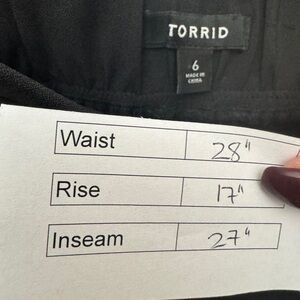 TORRID
6
MADE IN
CHINA
Waist 28"
Rise 17"
Inseam 27"